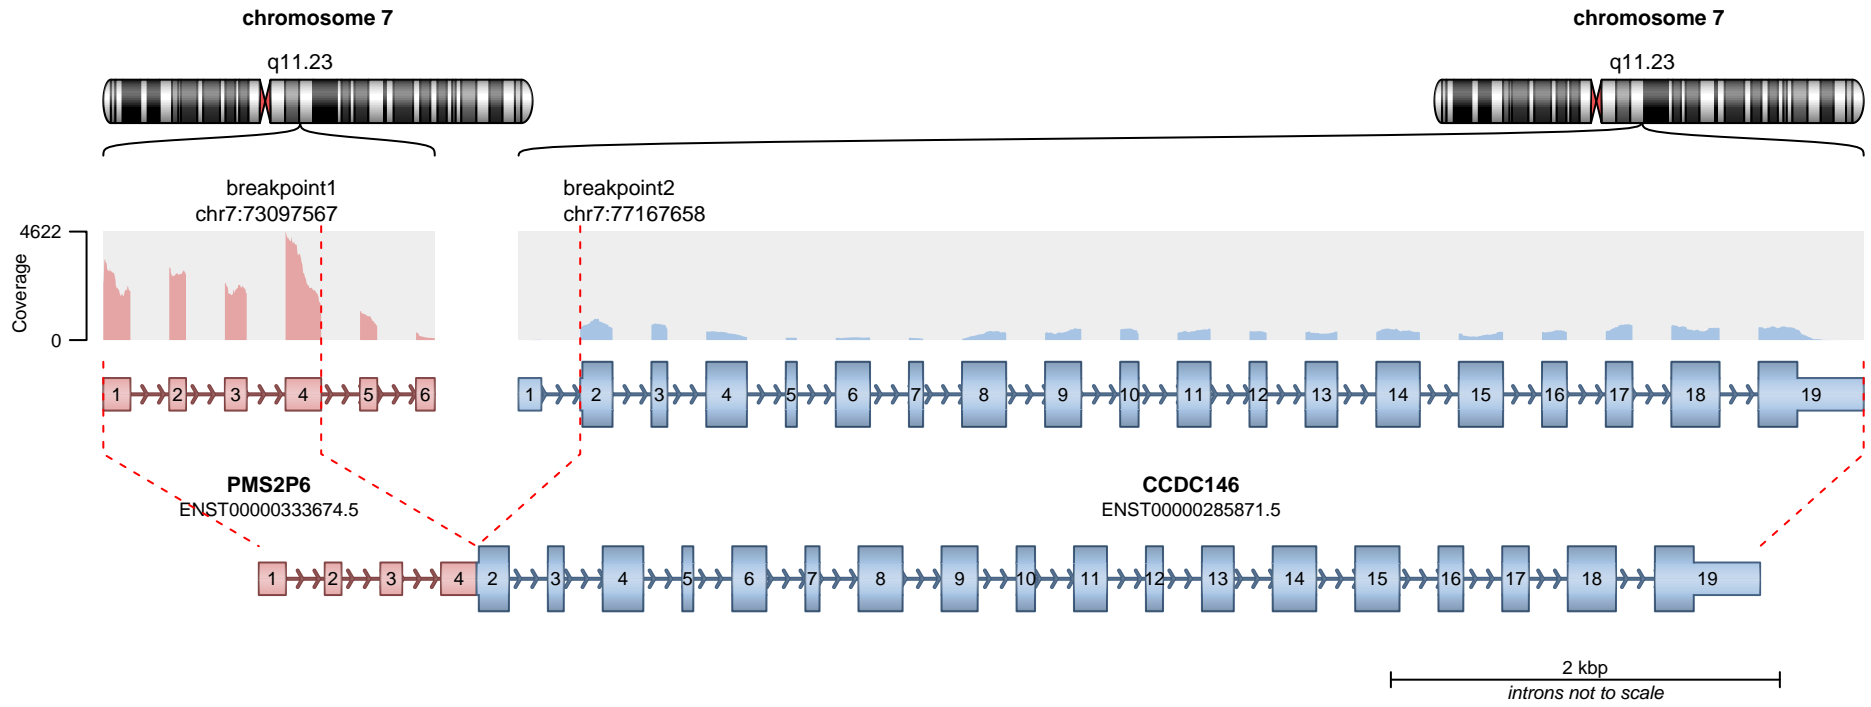 chromosome 7
chromosome 7
q11.23
q11.23
breakpoint1
chr7:73097567
breakpoint2
chr7:77167658
4622
Coverage
0
1 2 3 4 5 6
1 2 3 4 5 6 7 8 9 10 11 12 13 14 15 16 17 18 19
PMS2P6
ENST00000333674.5
CCDC146
ENST00000285871.5
1 2 3 4 2 3 4 5 6 7 8 9 10 11 12 13 14 15 16 17 18 19
2 kbp
introns not to scale